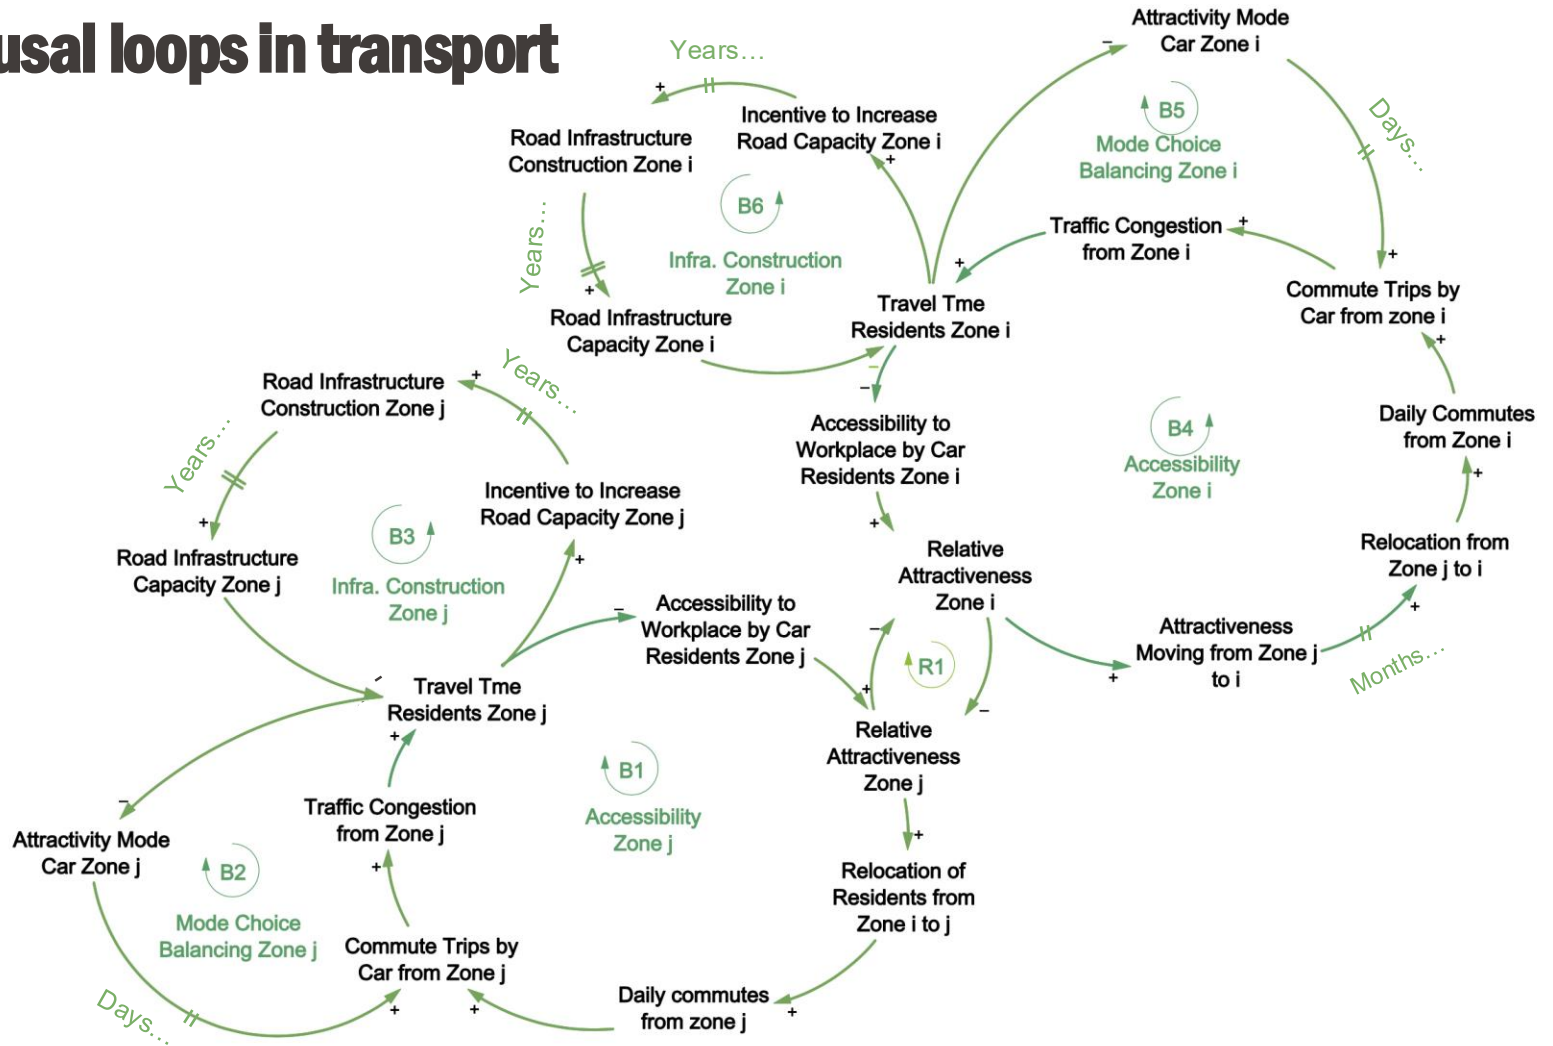 usal loops in transport
Years...
+
Incentive to Increase
Road Capacity Zone i
+
Road Infrastructure
Construction Zone i
B6
Infra. Construction
Zone i
Years...
+
Road Infrastructure
Capacity Zone i
–
Attractivity Mode
Car Zone i
–
B5
Mode Choice
Balancing Zone i
Days...
+
Traffic Congestion
from Zone i
+
+
Travel Tme
Residents Zone i
Commute Trips by
Car from zone i
+
–
Accessibility to
Workplace by Car
Residents Zone i
+
B4
Accessibility
Zone i
Daily Commutes
from Zone i
+
Relocation from
Zone j to i
+
Relative
Attractiveness
Zone i
Attractiveness
Moving from Zone j
to i
+
Months...
Road Infrastructure
Construction Zone j
+
Years...
Years...
+
Incentive to Increase
Road Capacity Zone j
+
B3
Infra. Construction
Zone j
Road Infrastructure
Capacity Zone j
-
–
Accessibility to
Workplace by Car
Residents Zone j
+
–
R1
–
Travel Tme
Residents Zone j
+
Relative
Attractiveness
Zone j
+
B1
Accessibility
Zone j
–
Traffic Congestion
from Zone j
+
Attractivity Mode
Car Zone j
B2
Mode Choice
Balancing Zone j
Days...
+
Commute Trips by
Car from Zone j
+
Relocation of
Residents from
Zone i to j
Daily commutes
from zone j
+